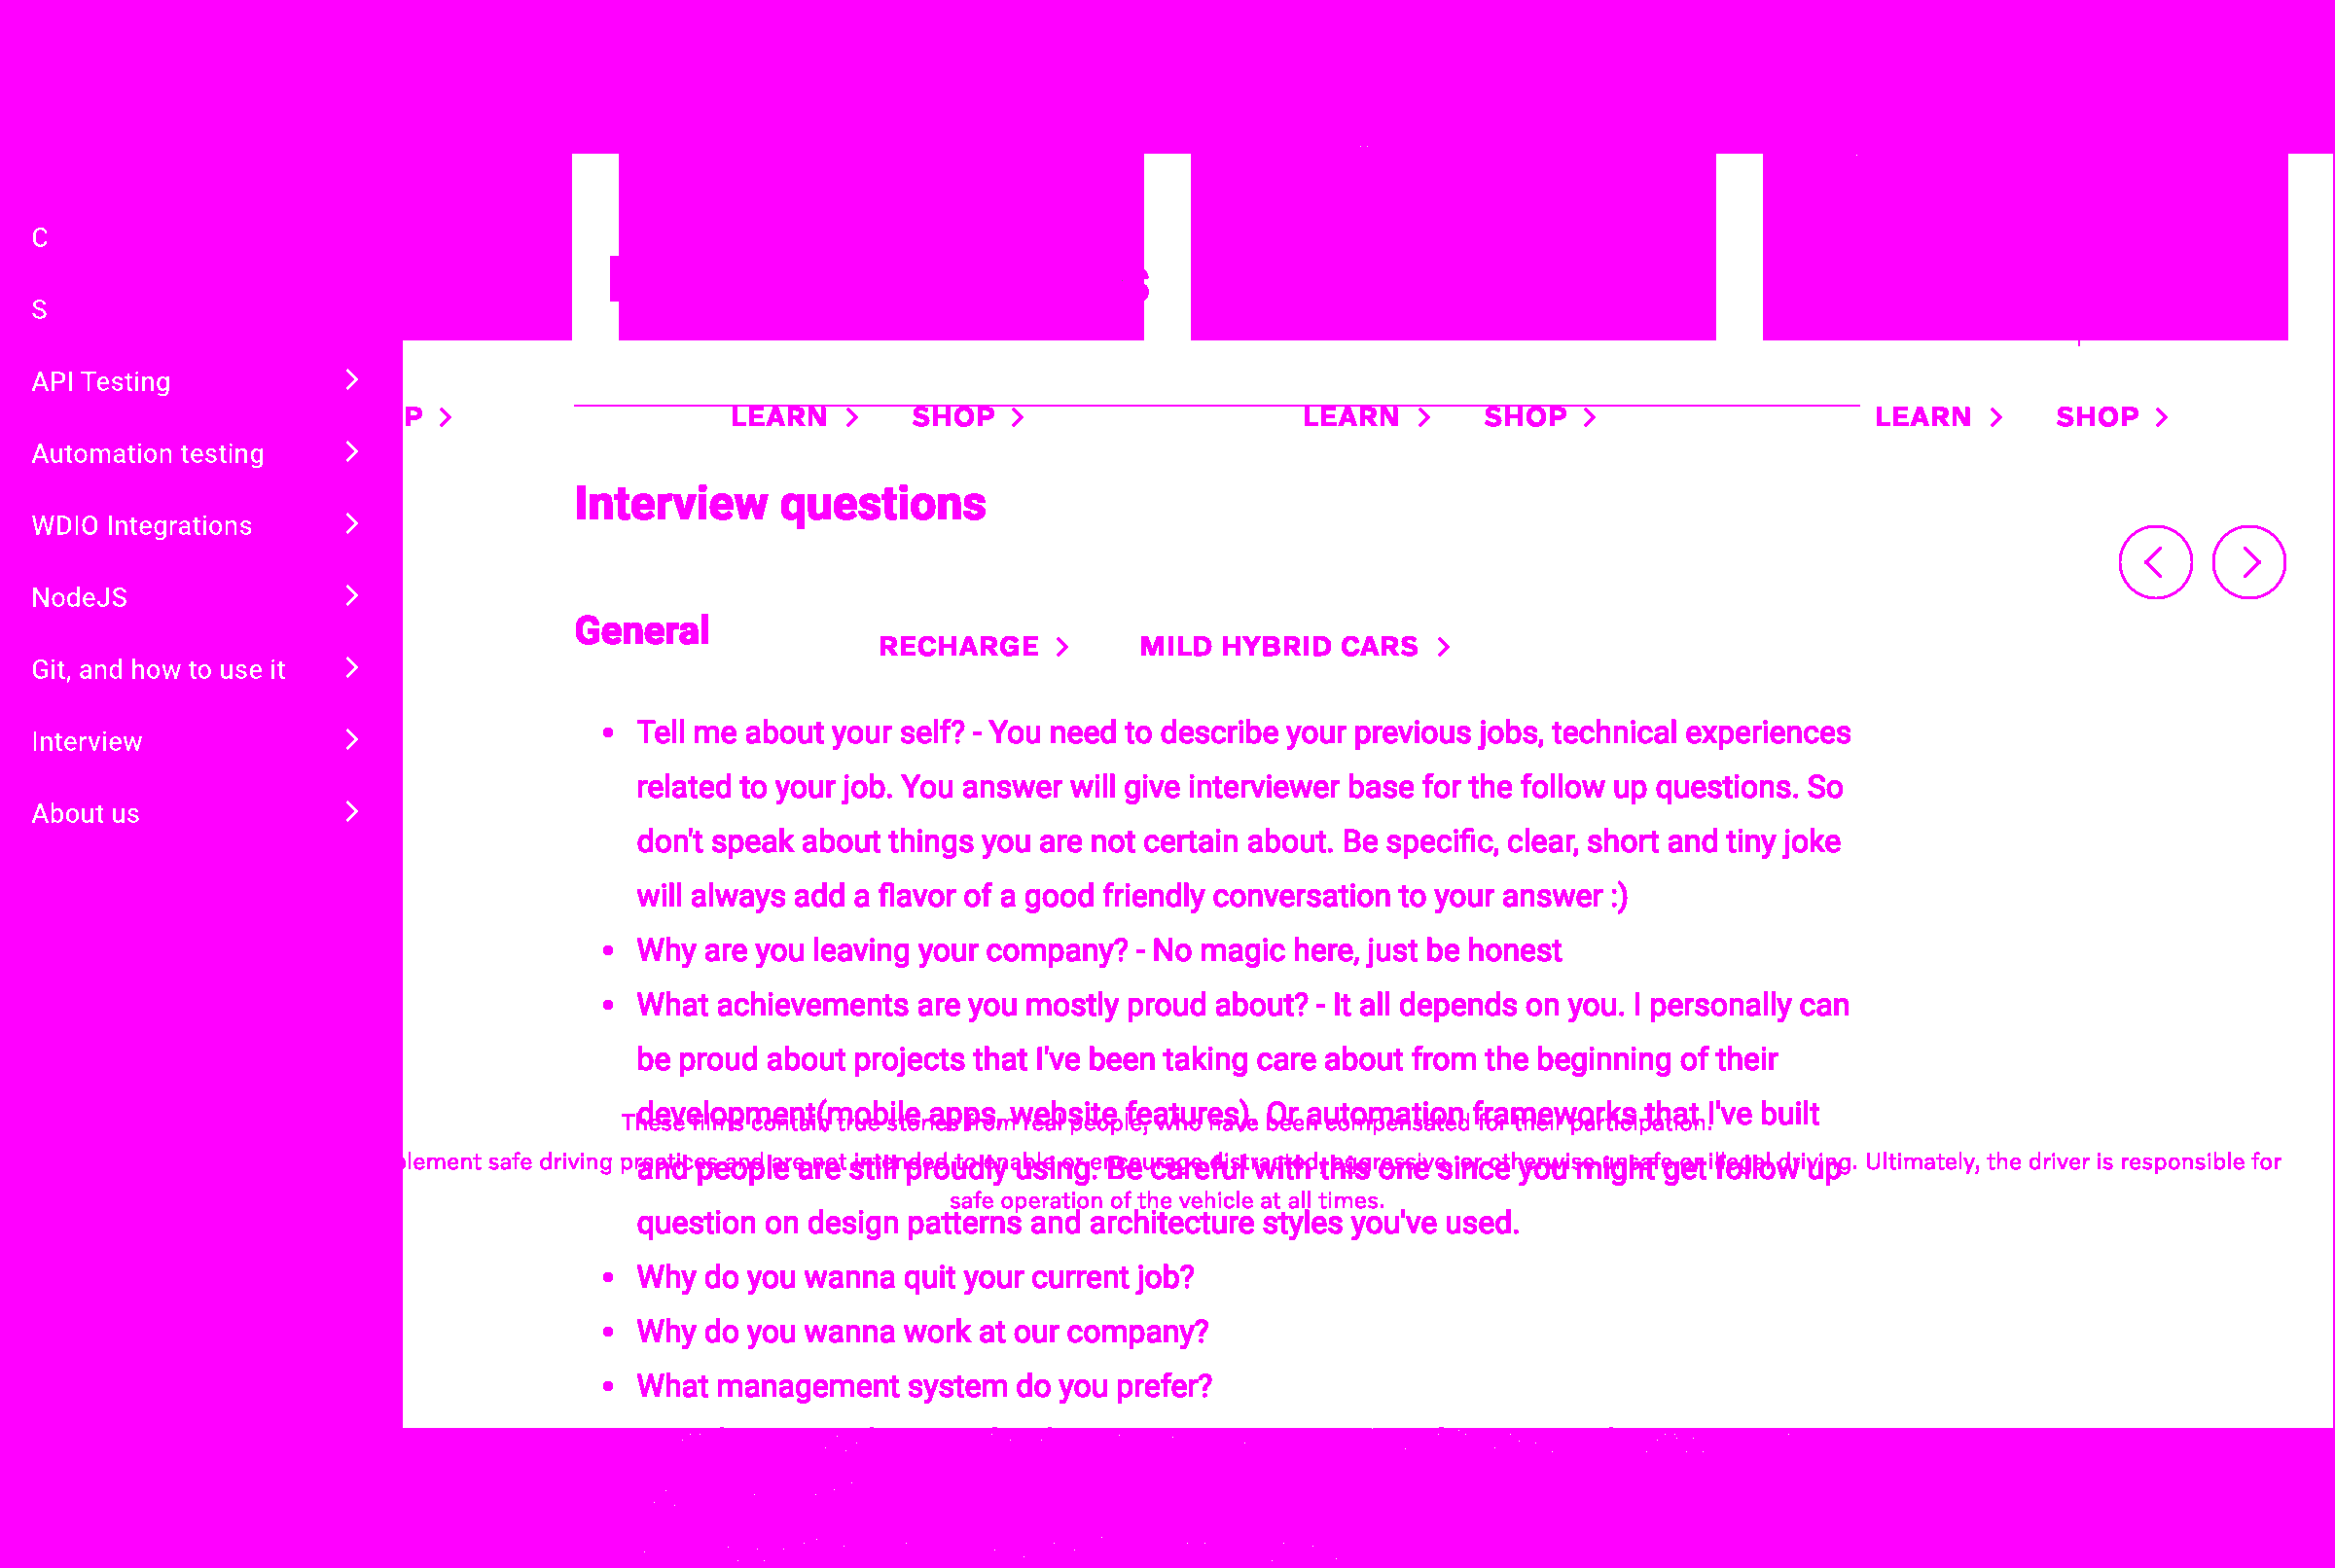 C
S
API Testing
Automation testing
WDIO Integrations
NodeJS
Git, and how to use it
Interview
About us
P
LEARN SHOP LEARN SHOP LEARN SHOP
Interview questions
General
RECHARGE MILD HYBRID CARS
• Tell me about your self? - You need to describe your previous jobs, technical experiences
related to your job. You answer will give interviewer base for the follow up questions. So
don't speak about things you are not certain about. Be specific, clear, short and tiny joke
will always add a flavor of a good friendly conversation to your answer :)
• Why are you leaving your company? - No magic here, just be honest
• What achievements are you mostly proud about? - It all depends on you. I personally can
be proud about projects that I've been taking care about from the beginning of their
development(mobile apps, website features). Or automation frameworks that I've built
These films contain true stories from real people, who have been compensated for their participation.
and people are still proudly using. Be careful with this one since you might get follow up
lement safe driving practices and are not intended to enable or encourage distracted, aggressive, or otherwise unsafe or illegal driving. Ultimately, the driver is responsible for
safe operation of the vehicle at all times.
question on design patterns and architecture styles you've used.
• Why do you wanna quit your current job?
• Why do you wanna work at our company?
• What management system do you prefer?